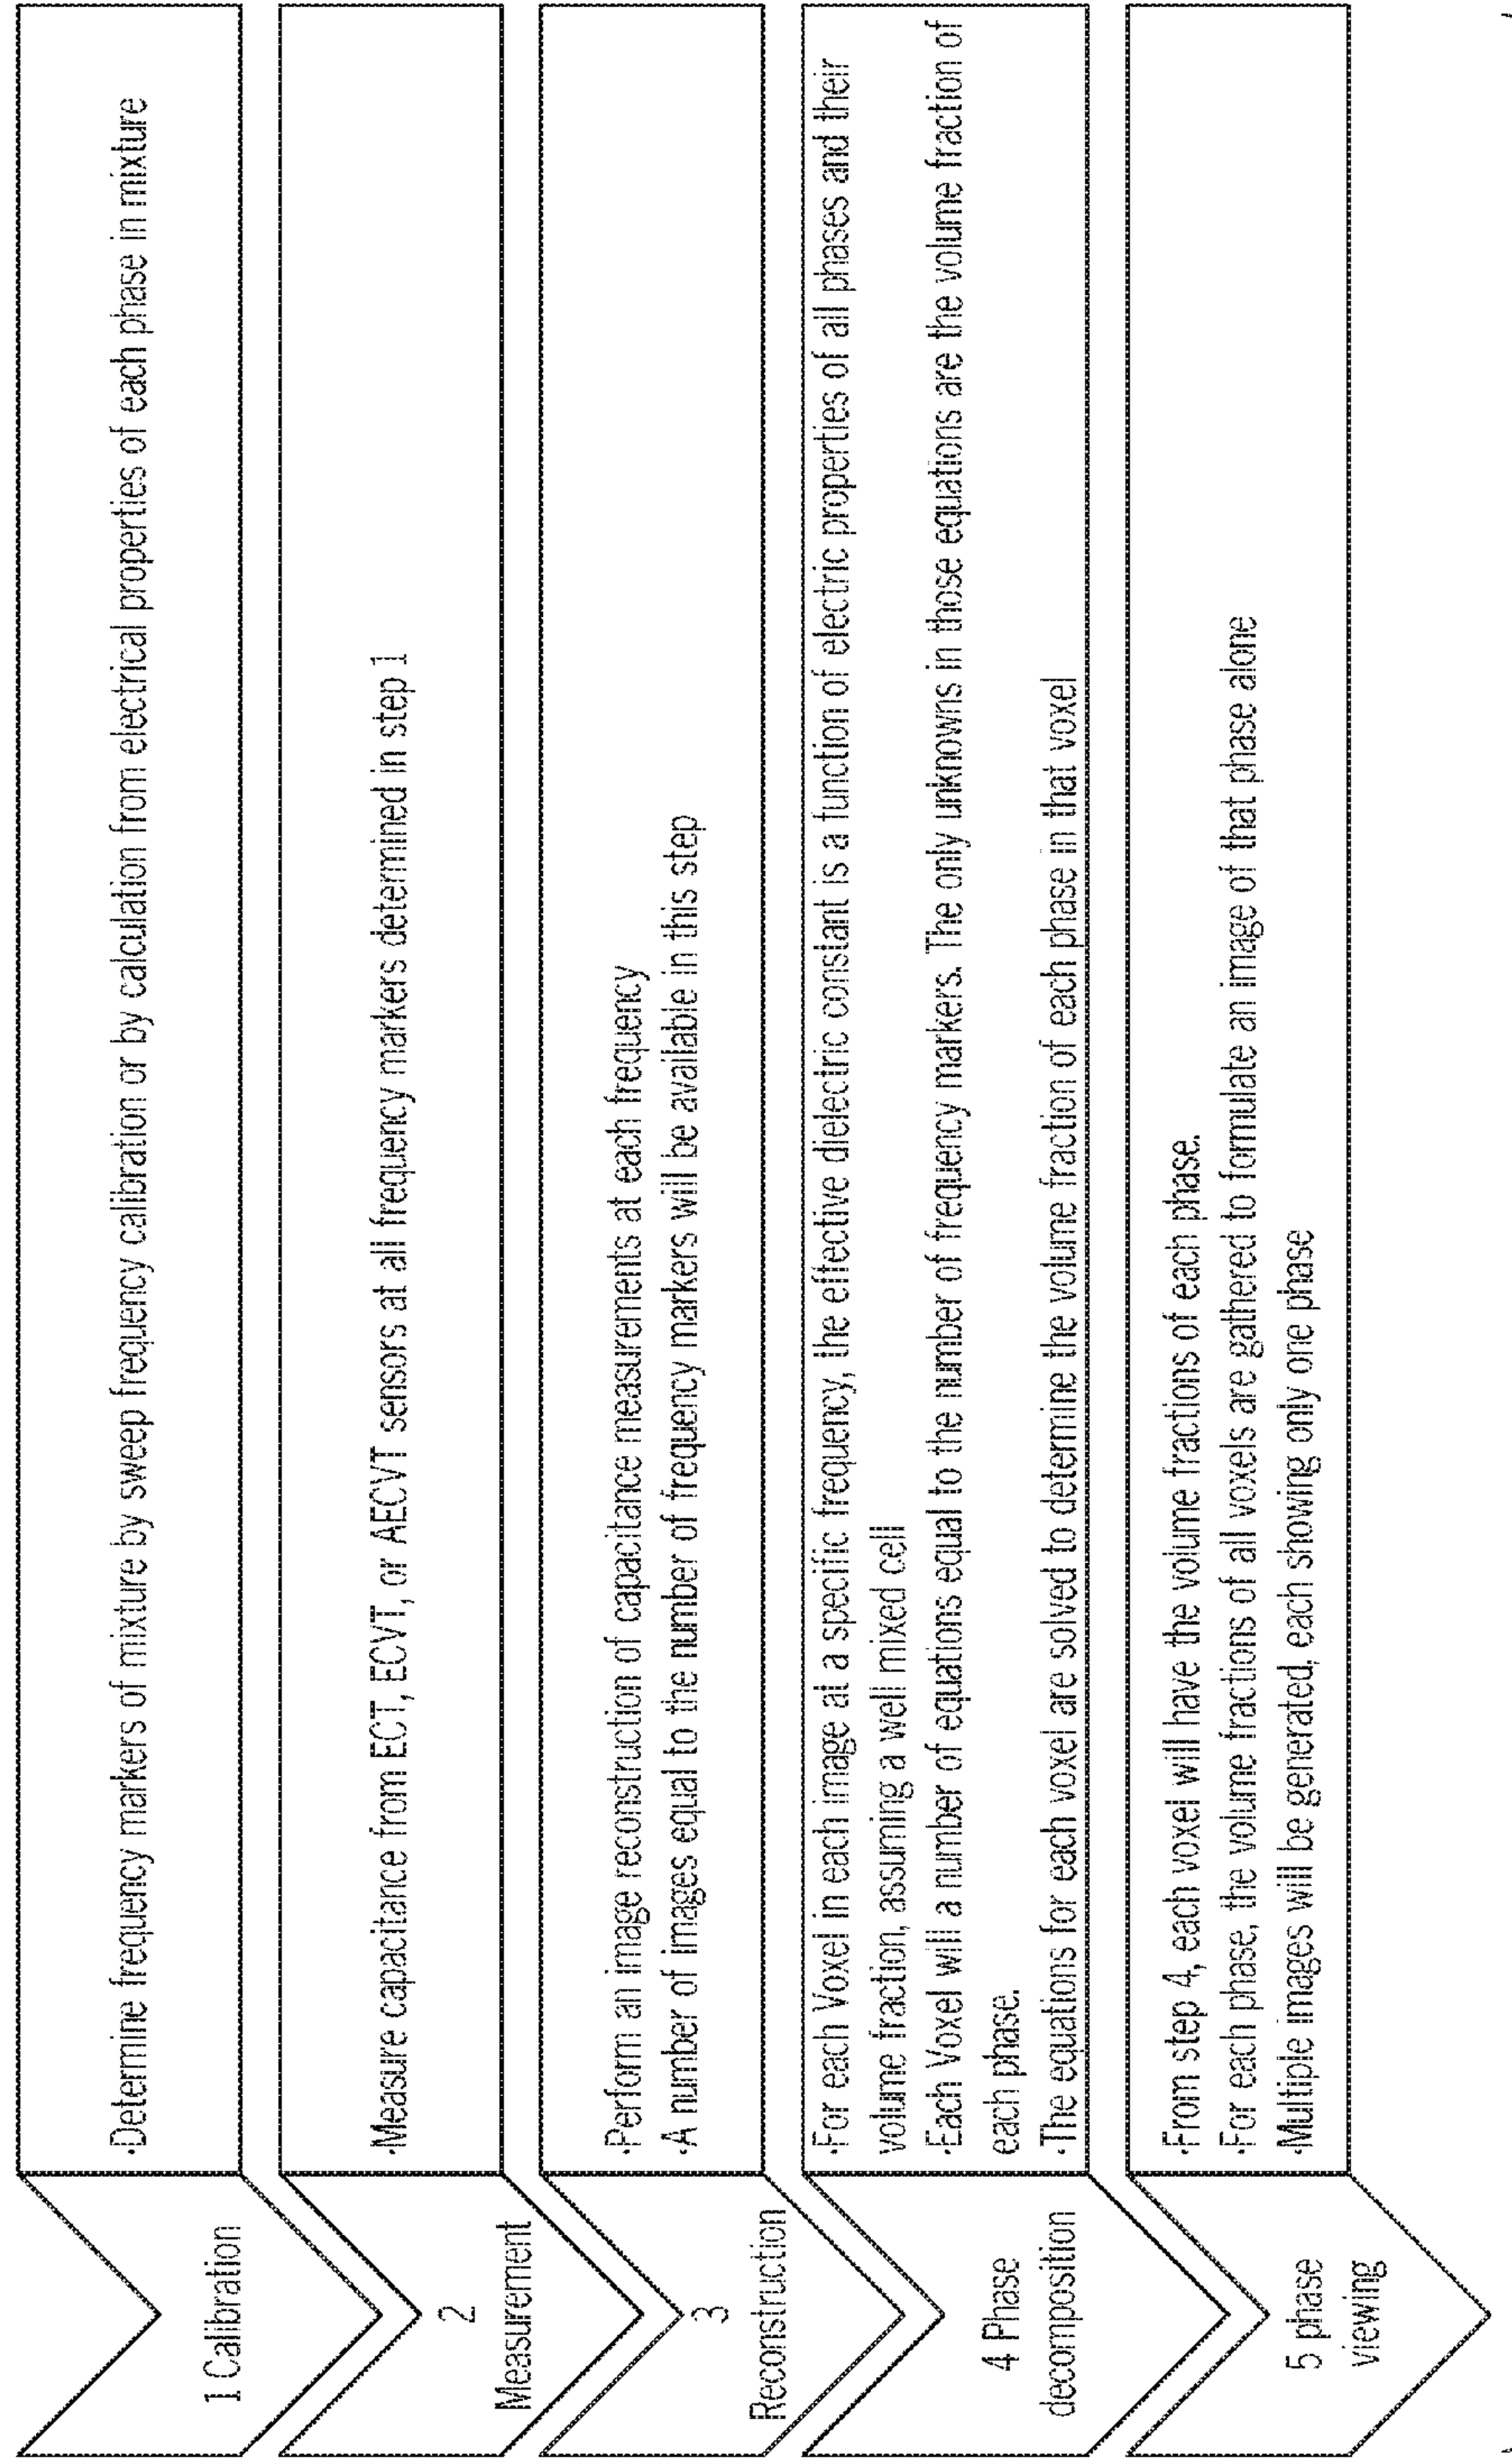 1 Calibration
·Determine frequency markers of mixture by sweep frequency calibration or by calculation from electrical properties of each phase in mixture
2
Measurement
·Measure capacitance from ECT, ECVT, or AECVT sensors at all frequency markers determined in step 1
3
Reconstruction
·Perform an image reconstruction of capacitance measurements at each frequency
·A number of images equal to the number of frequency markers will be available in this step
4 Phase
decomposition
·For each Voxel in each image at a specific frequency, the effective dielectric constant is a function of electric properties of all phases and their
volume fraction, assuming a well mixed cell
·Each Voxel will a number of equations equal to the number of frequency markers. The only unknowns in those equations are the volume fraction of
each phase.
·The equations for each voxel are solved to determine the volume fraction of each phase in that voxel
5 phase
viewing
·From step 4, each voxel will have the volume fractions of each phase.
·For each phase, the volume fractions of all voxels are gathered to formulate an image of that phase alone
·Multiple images will be generated, each showing only one phase